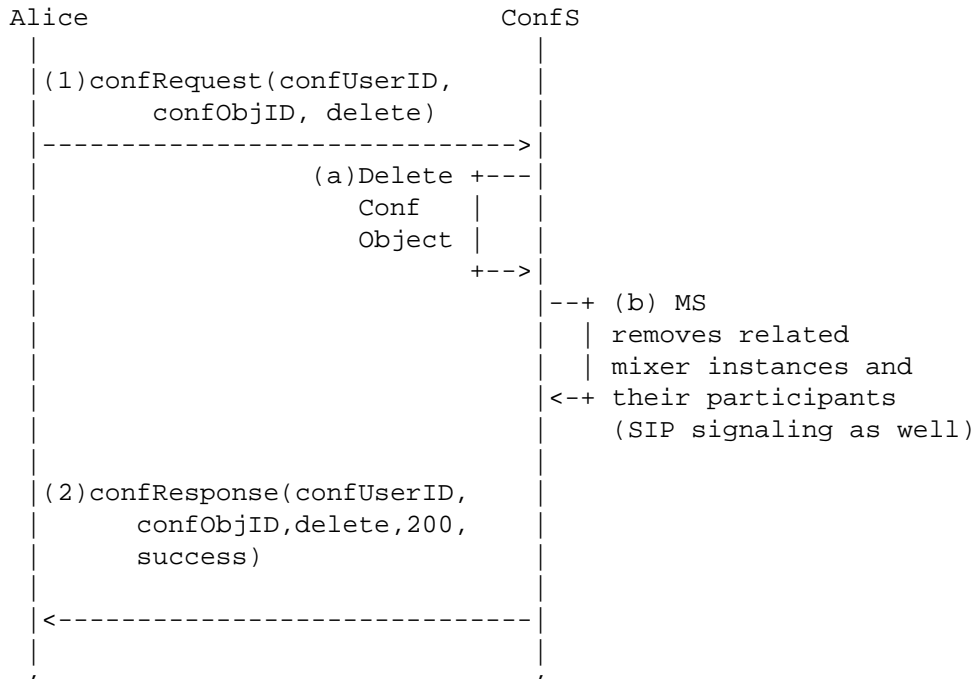 Alice ConfS
(1)confRequest(confUserID,
confObjID, delete)
(a)Delete
Conf
Object
(b) MS
removes related
mixer instances and
their participants
(SIP signaling as well)
(2)confResponse(confUserID,
confObjID,delete,200,
success)